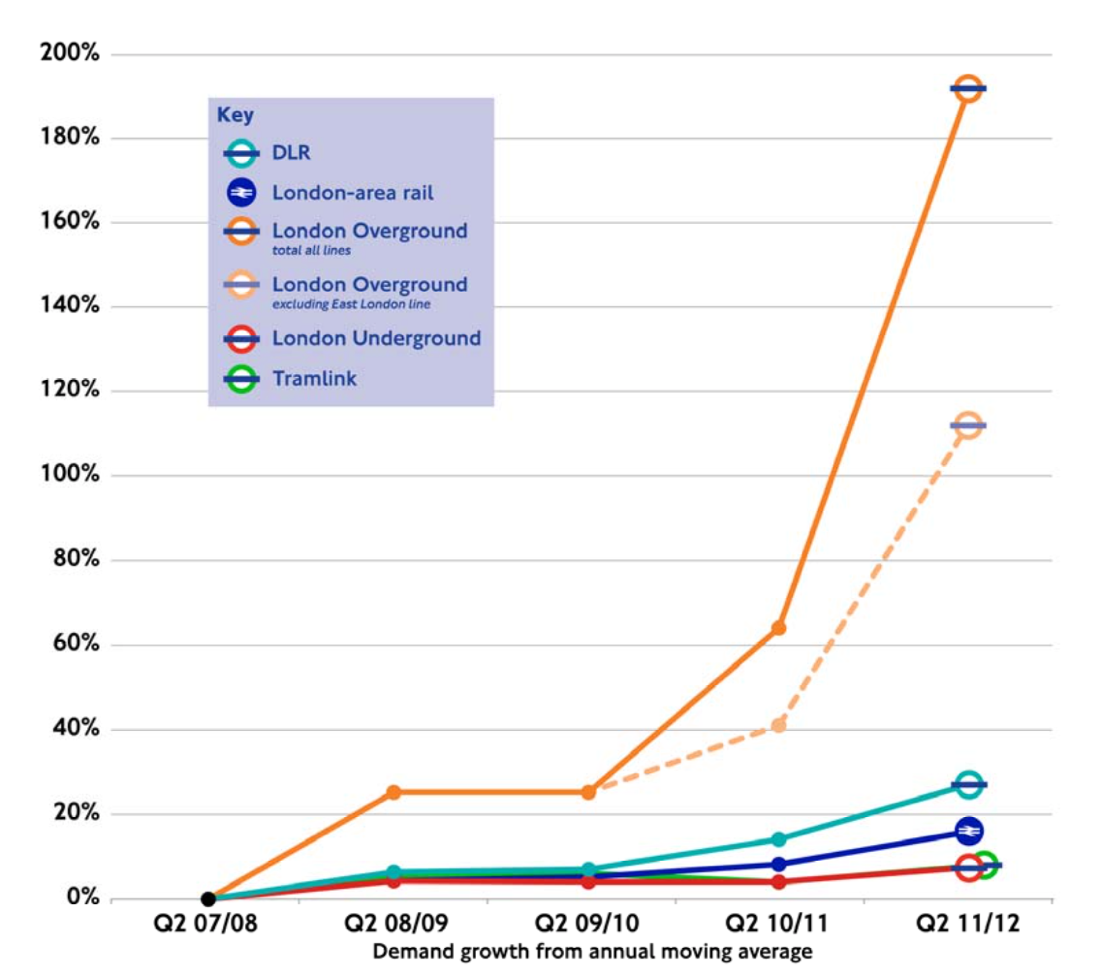 200%
Key
180%
DLR
London-area rail
160%
London Overground
total all lines
London Overground
140%
excluding East London line
London Underground
120%
Tramlink
100%
80%
60%
40%
20%
0%
Q2 07/08 Q2 08/09 Q2 09/10 Q2 10/11 Q2 11/12
Demand growth from annual moving average